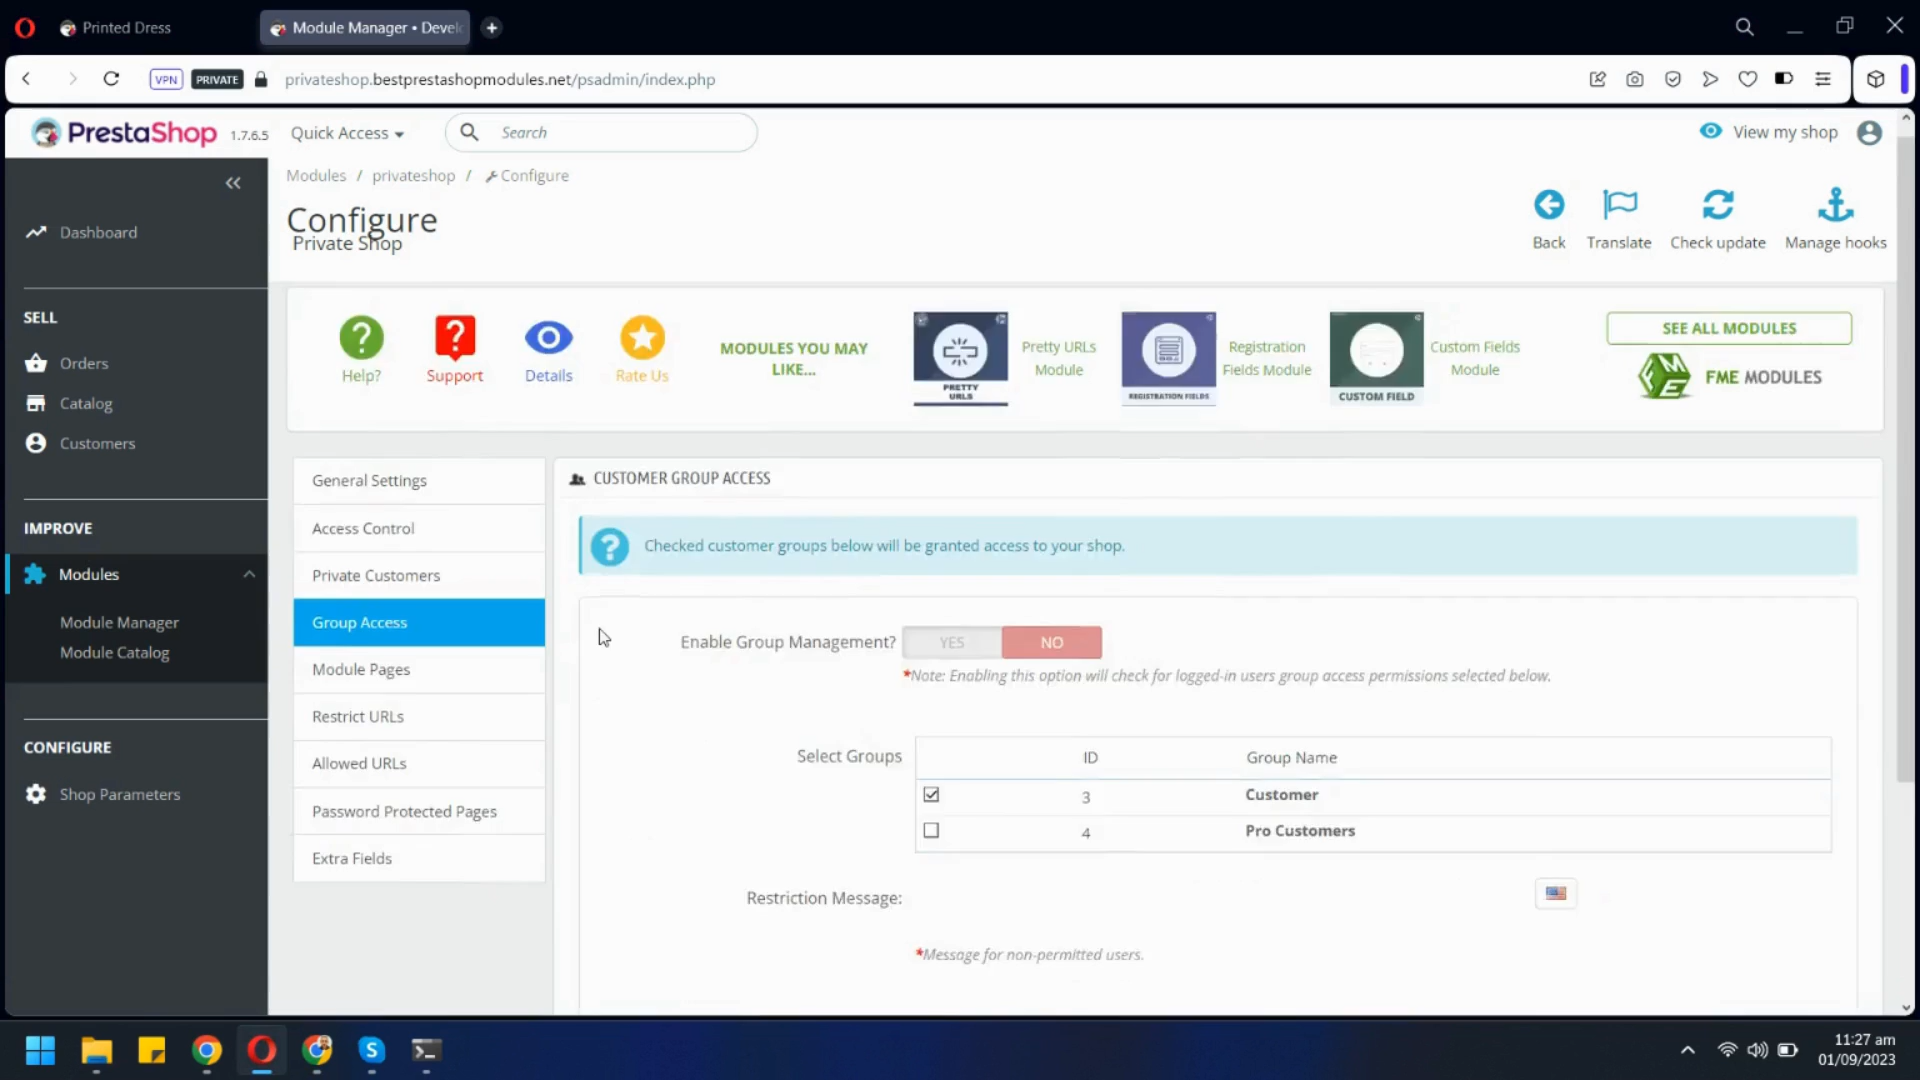 Printed Dress
Module Manager • Devel
VPN
PRIVATE
privateshop.bestprestashopmodules.net/psadmin/index.php
PrestaShop
1.7.6.5
Quick Access
Search
View my shop
Modules / privateshop / Configure
Configure
Private Shop
Back
Translate
Check update
Manage hooks
Dashboard
SELL
Orders
Catalog
Customers
IMPROVE
Modules
Module Manager
Module Catalog
CONFIGURE
Shop Parameters
Help?
Support
Details
Rate Us
MODULES YOU MAY
LIKE...
PRETTY
URLS
Pretty URLs
Module
REGISTRATION FIELDS
Registration
Fields Module
CUSTOM FIELD
Custom Fields
Module
SEE ALL MODULES
FME MODULES
General Settings
Access Control
Private Customers
Group Access
Module Pages
Restrict URLs
Allowed URLs
Password Protected Pages
Extra Fields
CUSTOMER GROUP ACCESS
Checked customer groups below will be granted access to your shop.
Enable Group Management?
YES
NO
*Note: Enabling this option will check for logged-in users group access permissions selected below.
Select Groups
ID
Group Name
3
Customer
4
Pro Customers
Restriction Message:
*Message for non-permitted users.
11:27 am
01/09/2023